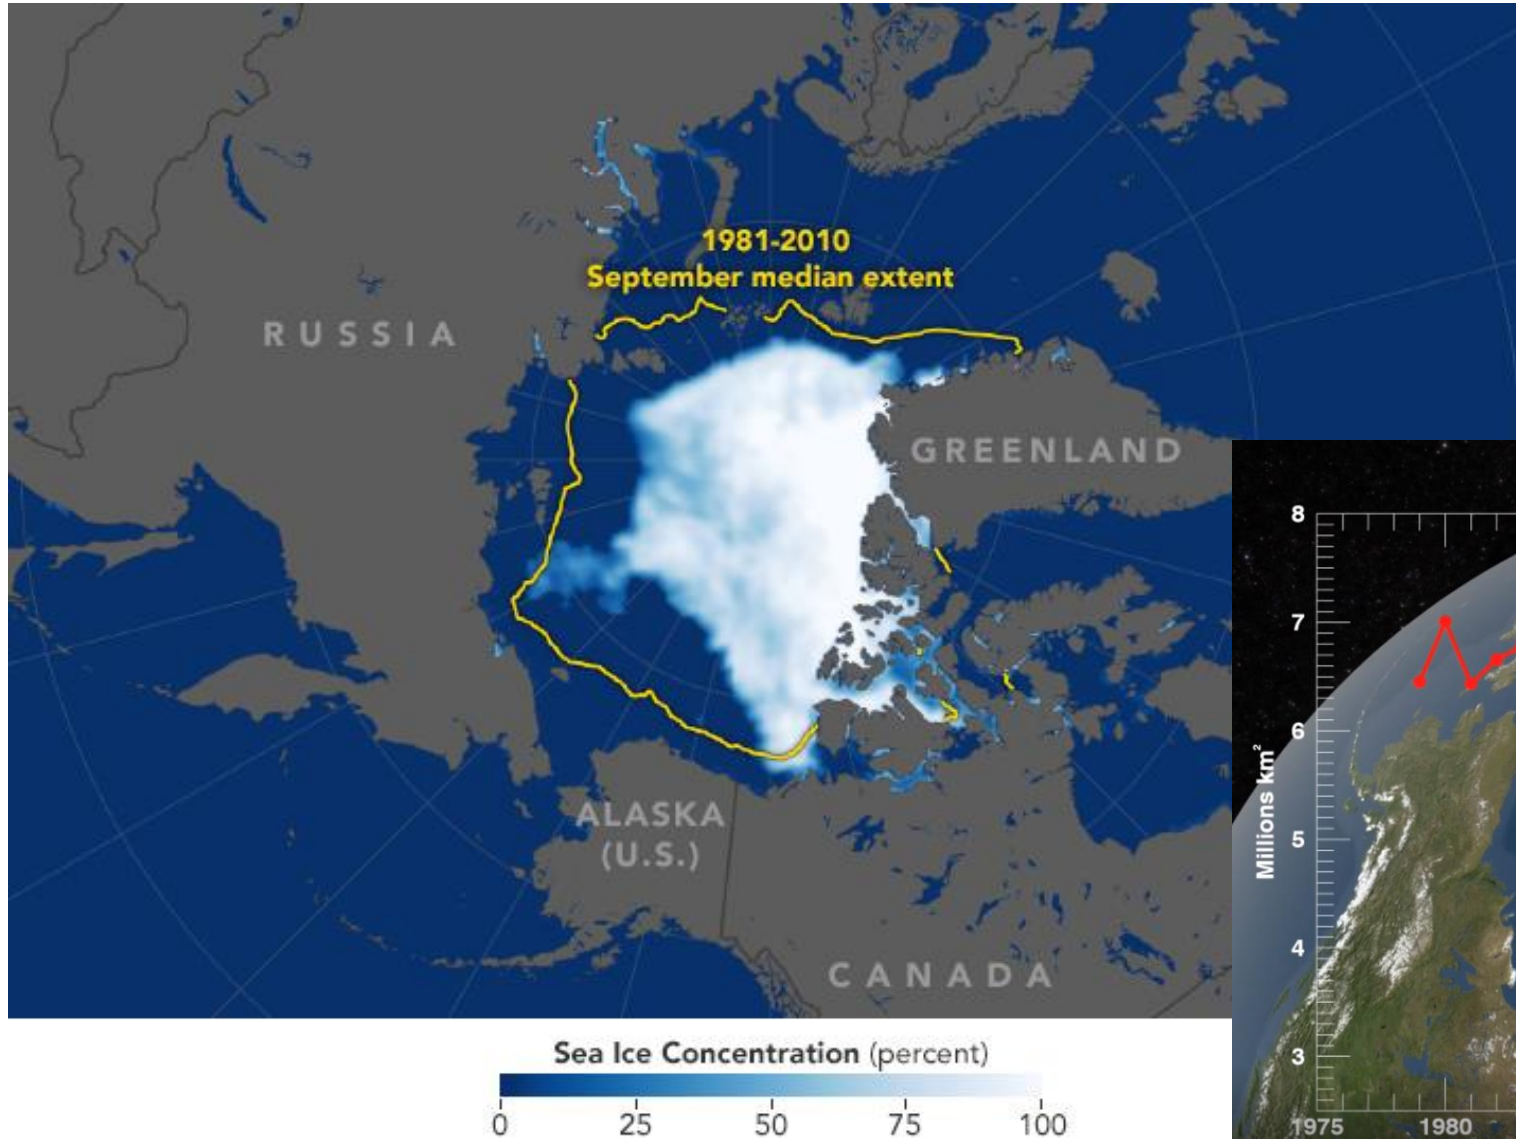 1981-2010
September median extent
RUSSIA
GREENLAND
ALASKA
(U.S.)
CANADA
Sea Ice Concentration (percent)
0 25 50 75 100
8
7
6
5
4
3
Millions km²
1975 1980